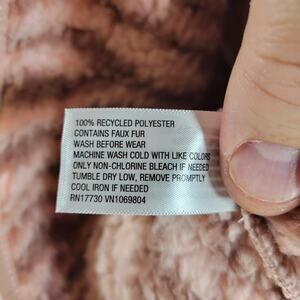 100% RECYCLED POLYESTER
CONTAINS FAUX FUR
WASH BEFORE WEAR
MACHINE WASH COLD WITH LIKE COLORS
ONLY NON-CHLORINE BLEACH IF NEEDED
TUMBLE DRY LOW, REMOVE PROMPTLY
COOL IRON IF NEEDED
RN17730 VN1069804